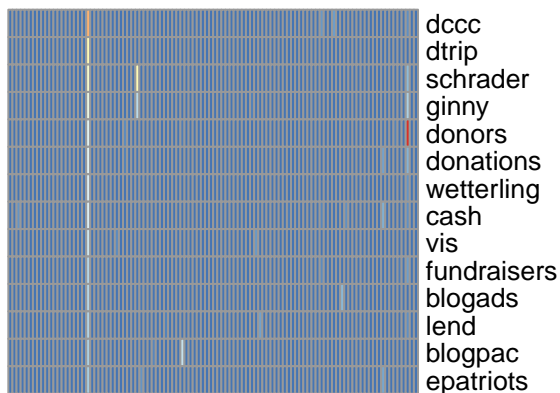 dccc
dtrip
schrader
ginny
donors
donations
wetterling
cash
vis
fundraisers
blogads
lend
blogpac
epatriots